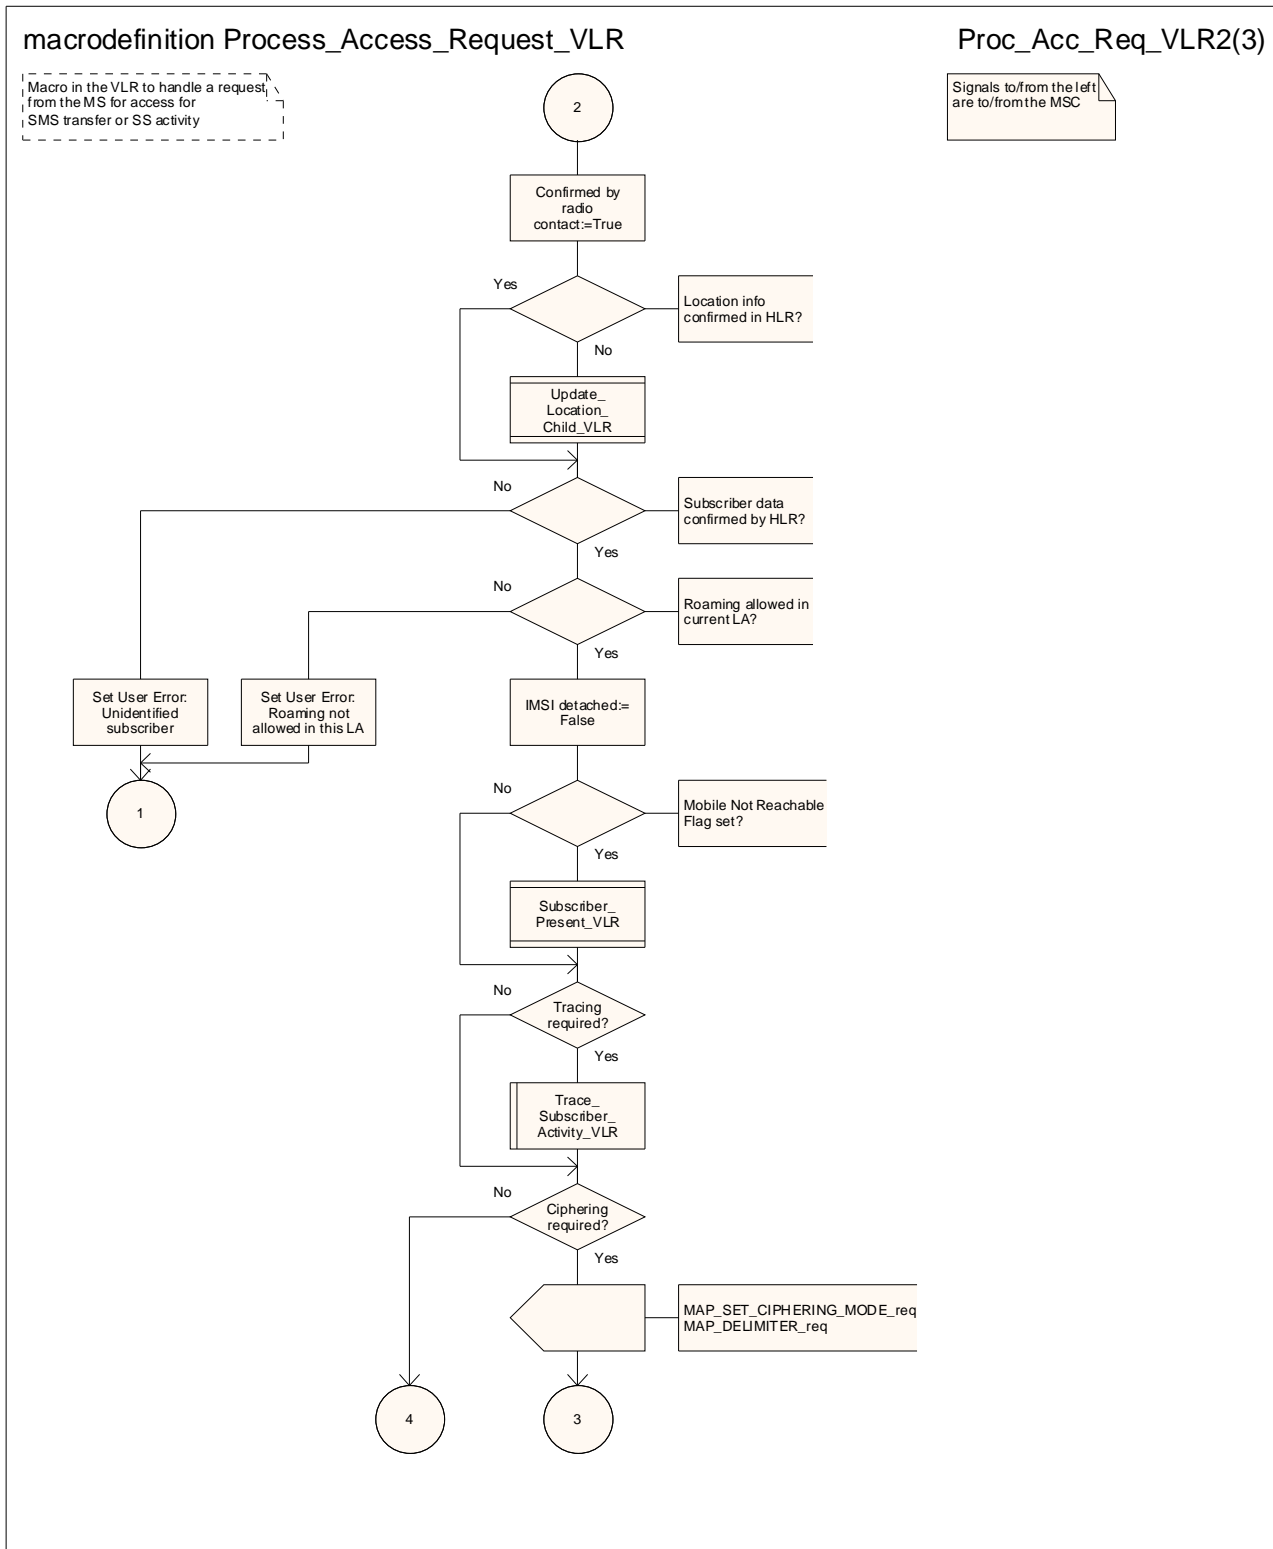 macrodefinition Process_Access_Request_VLR
Proc_Acc_Req_VLR2(3)
Macro in the VLR to handle a request
from the MS for access for
SMS transfer or SS activity
Signals to/from the left
are to/from the MSC
2
Confirmed by
radio
contact:=True
Yes
Location info
confirmed in HLR?
No
Update_
Location_
Child_VLR
No
Subscriber data
confirmed by HLR?
Yes
No
Roaming allowed in
current LA?
Yes
Set User Error:
Unidentified
subscriber
Set User Error:
Roaming not
allowed in this LA
IMSI detached:=
False
1
No
Mobile Not Reachable
Flag set?
Yes
Subscriber_
Present_VLR
No
Tracing
required?
Yes
Trace_
Subscriber_
Activity_VLR
No
Ciphering
required?
Yes
MAP_SET_CIPHERING_MODE_req
MAP_DELIMITER_req
4
3